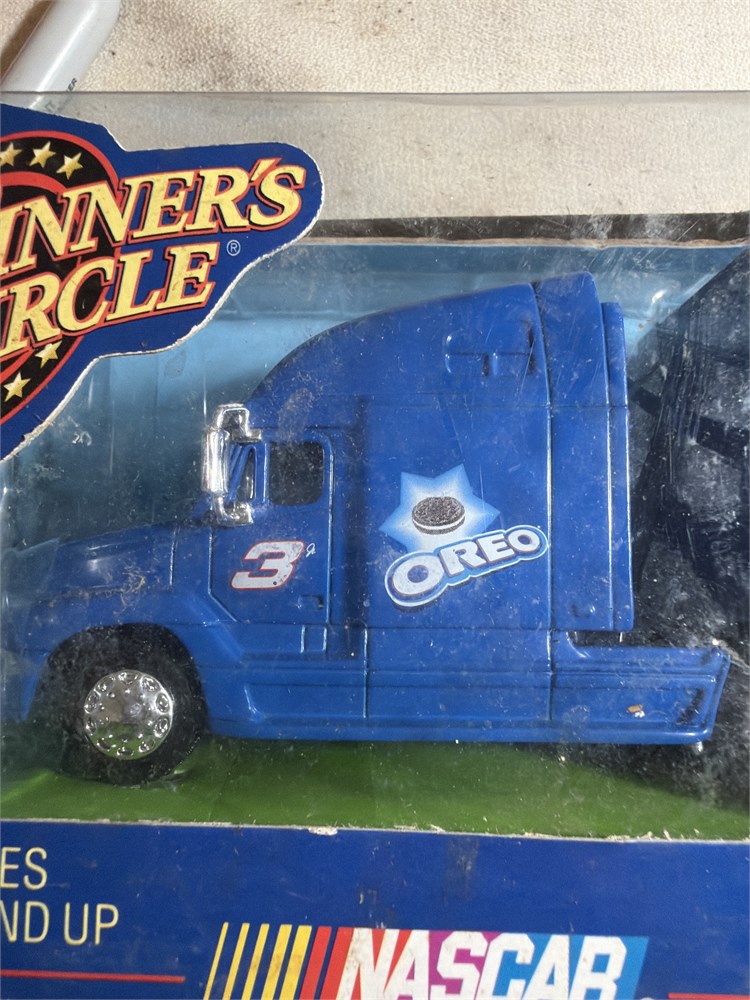 INNER'S
IRCLE
®
3
OREO
ES
ND UP
NASCAR